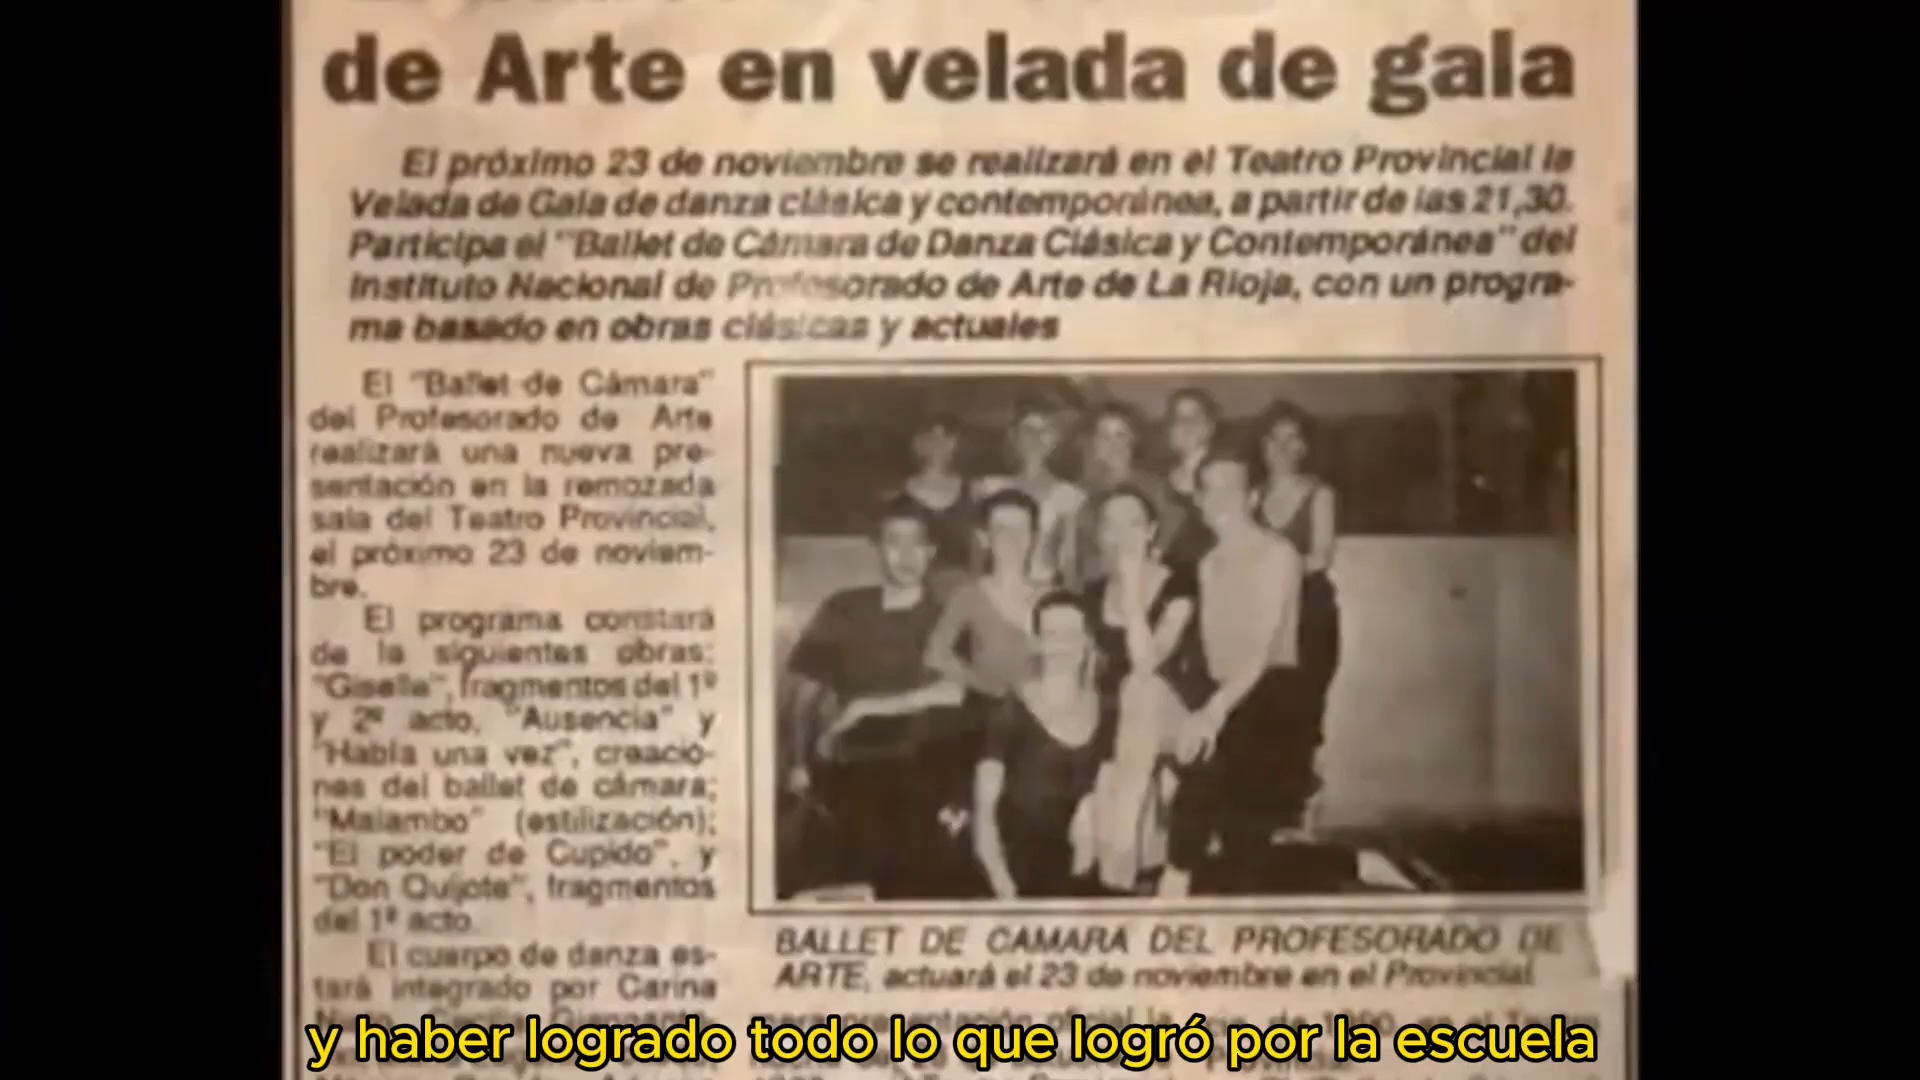 de Arte en velada de gala
El próximo 23 de noviembre se realizará en el Teatro Provincial la
Velada de Gala de danza clásica y contemporánea, a partir de las 21,30.
Participa el "Ballet de Cámara de Danza Clásica y Contemporánea" del
Instituto Nacional de Profesorado de Arte de La Rioja, con un progra-
ma basado en obras clásicas y actuales
El "Ballet de Cámara"
del Profesorado de Arte
realizará una nueva pre-
sentación en la remozada
sala del Teatro Provincial,
el próximo 23 de noviem-
bre.
El programa constará
de la siguientes obras:
"Giselle", fragmentos del 1º
y 2º acto, "Ausencia" y
"Habla una vez", creacio-
nes del ballet de cámara;
"Malambo" (estilización);
"El poder de Cupido", y
"Don Quijote", fragmentos
del 1º acto.
El cuerpo de danza es-
tará integrado por Carina
BALLET DE CAMARA DEL PROFESORADO DE
ARTE, actuará el 23 de noviembre en el Provincial
y haber logrado todo lo que logró por la escuela